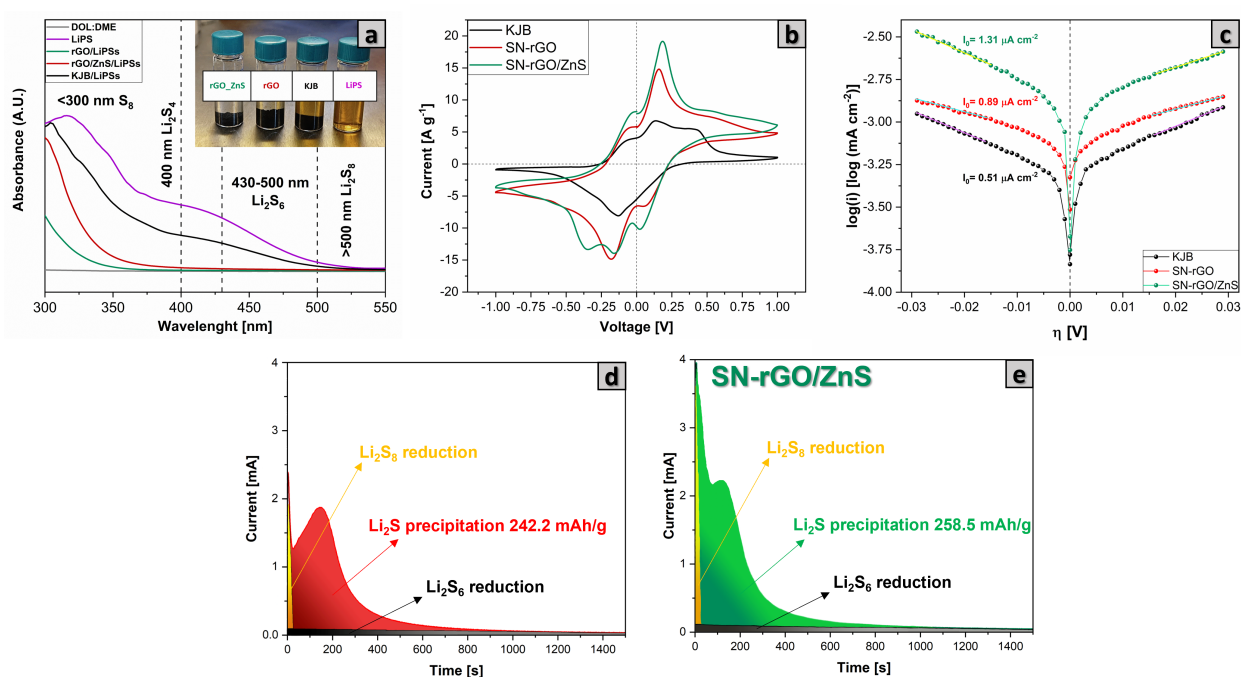 a
DOL:DME
LiPS
rGO/LiPSs
rGO/ZnS/LiPSs
KJB/LiPSs
<300 nm S₈
400 nm Li₂S₄
430-500 nm
Li₂S₆
>500 nm Li₂S₈
rGO_ZnS
rGO
KJB
LiPS
Absorbance (A.U.)
300 350 400 450 500 550
Wavelenght [nm]
b
KJB
SN-rGO
SN-rGO/ZnS
Current [A g⁻¹]
25
20
15
10
5
0
-5
-10
-15
-20
-1.00 -0.75 -0.50 -0.25 0.00 0.25 0.50 0.75 1.00
Voltage [V]
c
I₀= 1.31 µA cm⁻²
I₀= 0.89 µA cm⁻²
I₀= 0.51 µA cm⁻²
log(i) [log (mA cm⁻²)]
-2.50
-2.75
-3.00
-3.25
-3.50
-3.75
-4.00
KJB
SN-rGO
SN-rGO/ZnS
-0.03 -0.02 -0.01 0.00 0.01 0.02 0.03
η [V]
d
Li₂S₈ reduction
Li₂S precipitation 242.2 mAh/g
Li₂S₆ reduction
Current [mA]
4
3
2
1
0.0
0 200 400 600 800 1000 1200 1400
Time [s]
e
SN-rGO/ZnS
Li₂S₈ reduction
Li₂S precipitation 258.5 mAh/g
Li₂S₆ reduction
Current [mA]
4
3
2
1
0
0 200 400 600 800 1000 1200 1400
Time [s]